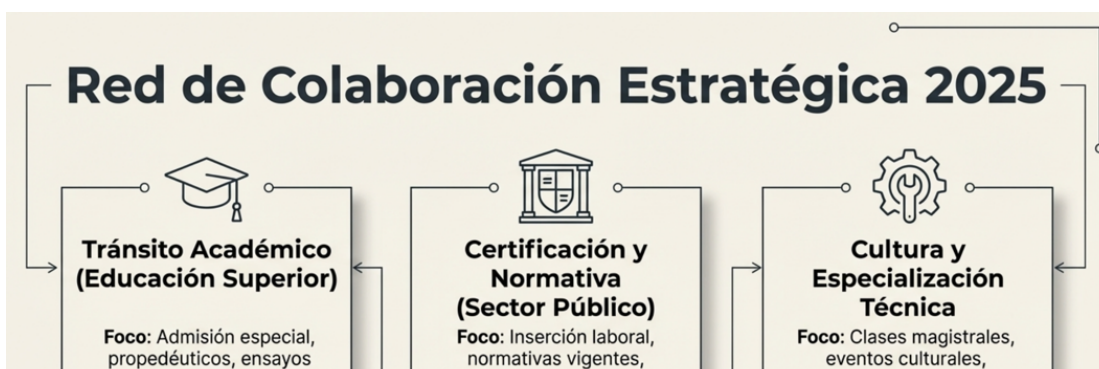 Red de Colaboración Estratégica 2025
Tránsito Académico
(Educación Superior)
Foco: Admisión especial,
propedéuticos, ensayos
Certificación y
Normativa
(Sector Público)
Foco: Inserción laboral,
normativas vigentes,
Cultura y
Especialización
Técnica
Foco: Clases magistrales,
eventos culturales,